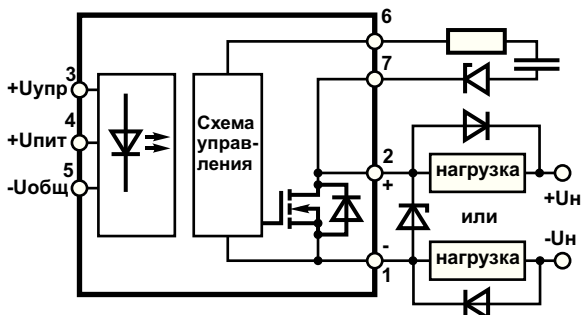 6
7
3
+Uупр
4
+Uпит
5
-Uобщ
Схема
управ-
ления
2
+
нагрузка
+Uн
или
-Uн
-
нагрузка
1